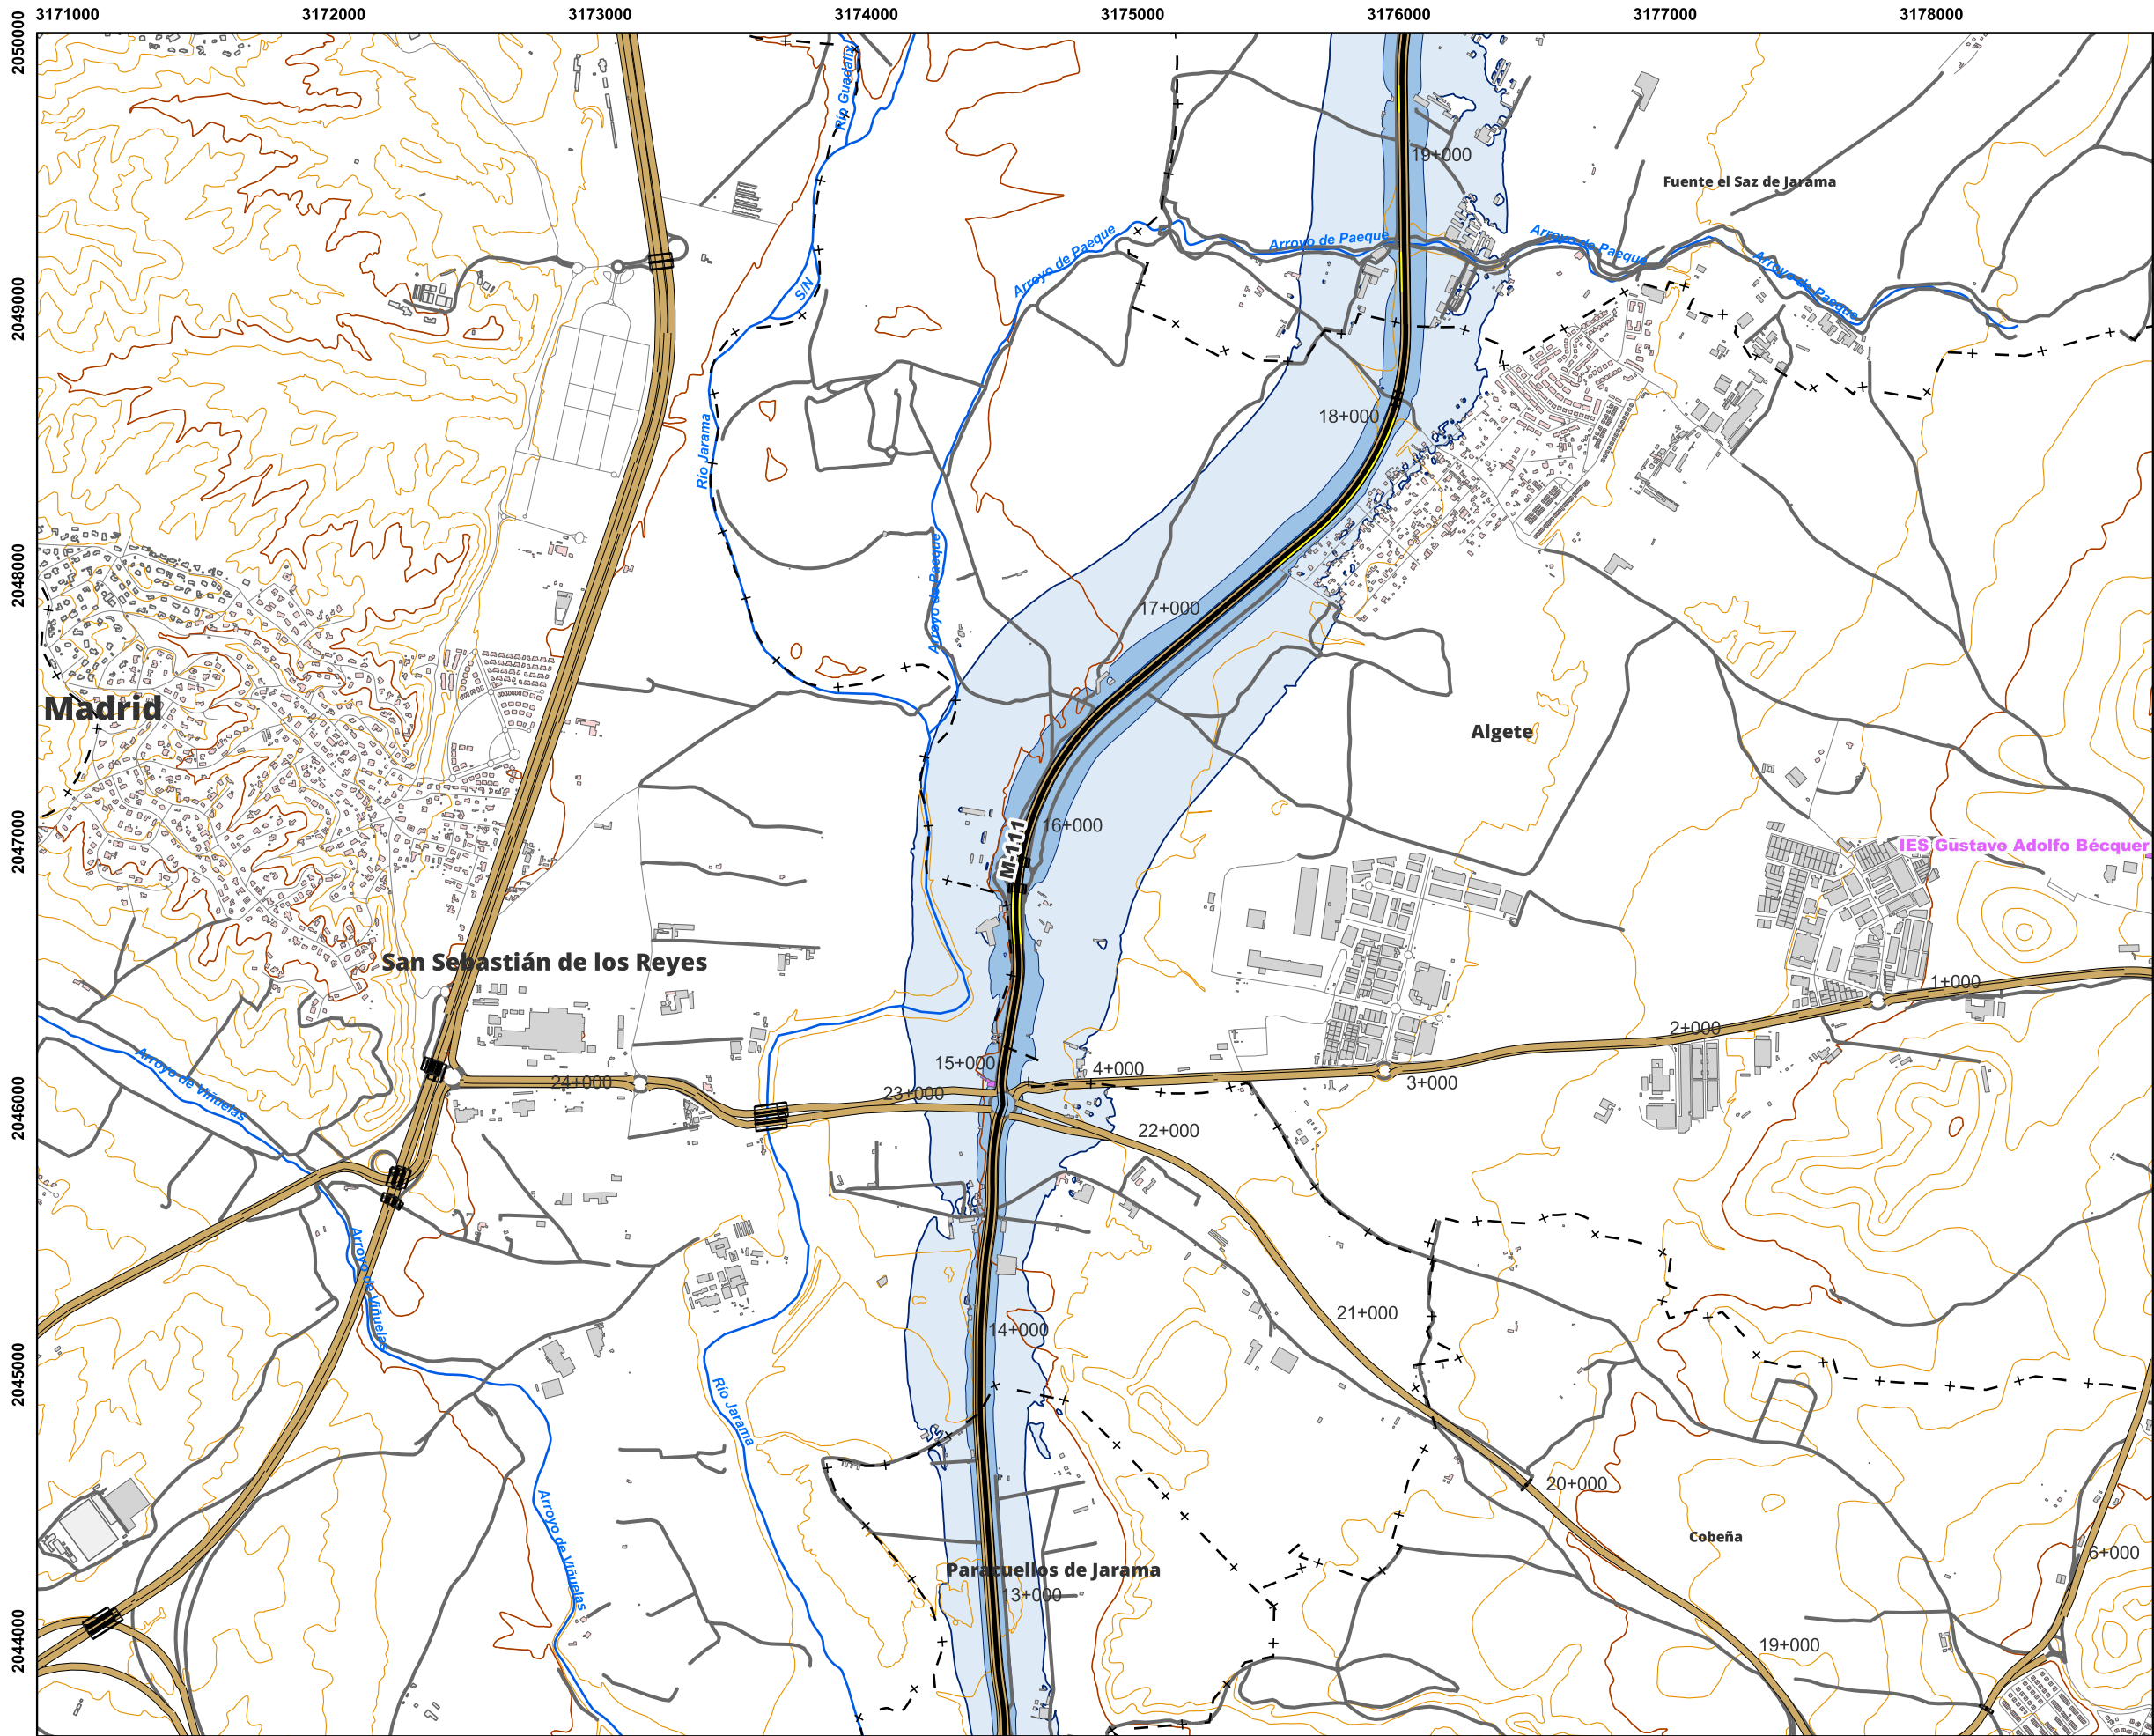 3171000 3172000 3173000 3174000 3175000 3176000 3177000 3178000
2050000
Río Guadalix
19+000
Fuente el Saz de Jarama
Arroyo de Paeque
Arroyo de Paeque
Arroyo de Paeque
Arroyo de Paeque
S/N
2049000
18+000
Río Jarama
2048000
Arroyo de Paeque
17+000
Madrid
Algete
2047000
16+000
M-111
IES Gustavo Adolfo Bécquer
San Sebastián de los Reyes
1+000
2+000
15+000
4+000
3+000
24+000
23+000
Arroyo de Viñuelas
2046000
22+000
Arroyo de Viñuelas
21+000
14+000
2045000
Río Jarama
20+000
Arroyo de Viñuelas
Cobeña
6+000
Paracuellos de Jarama
13+000
2044000
19+000